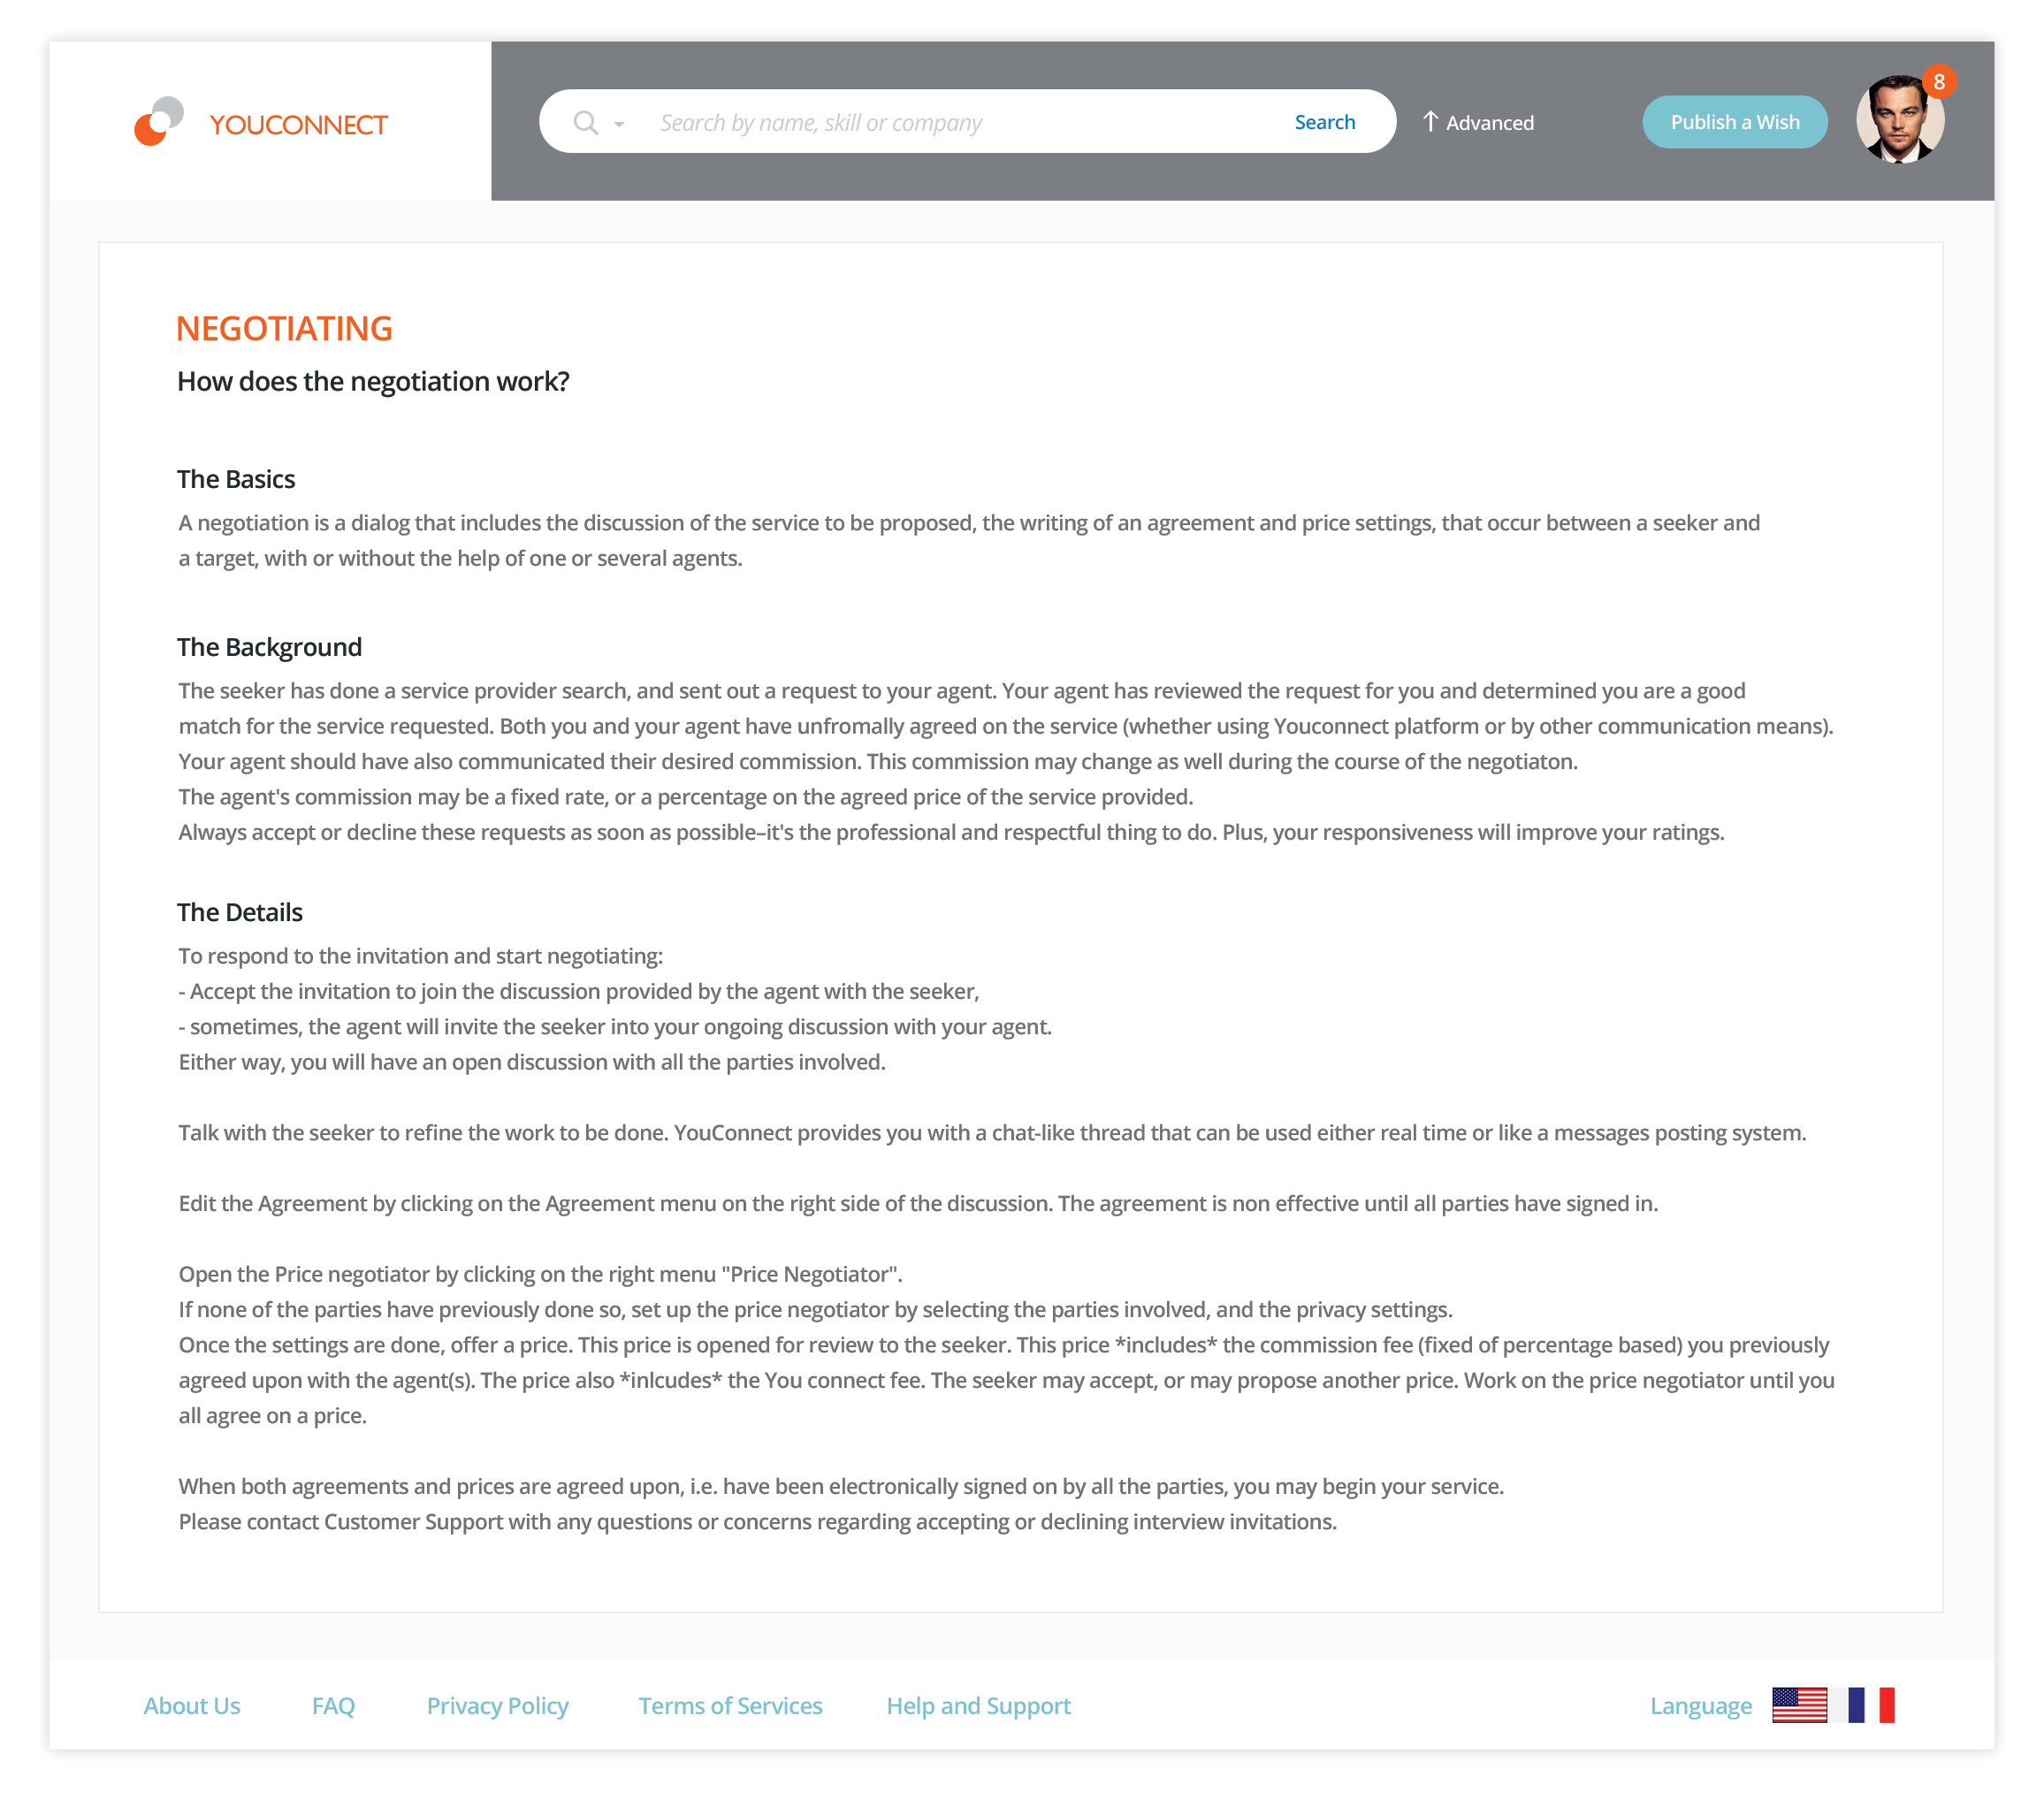 YOUCONNECT
Search by name, skill or company
Search
Advanced
Publish a Wish
8
NEGOTIATING
How does the negotiation work?
The Basics
A negotiation is a dialog that includes the discussion of the service to be proposed, the writing of an agreement and price settings, that occur between a seeker and
a target, with or without the help of one or several agents.
The Background
The seeker has done a service provider search, and sent out a request to your agent. Your agent has reviewed the request for you and determined you are a good
match for the service requested. Both you and your agent have unfromally agreed on the service (whether using Youconnect platform or by other communication means).
Your agent should have also communicated their desired commission. This commission may change as well during the course of the negotiaton.
The agent's commission may be a fixed rate, or a percentage on the agreed price of the service provided.
Always accept or decline these requests as soon as possible–it's the professional and respectful thing to do. Plus, your responsiveness will improve your ratings.
The Details
To respond to the invitation and start negotiating:
- Accept the invitation to join the discussion provided by the agent with the seeker,
- sometimes, the agent will invite the seeker into your ongoing discussion with your agent.
Either way, you will have an open discussion with all the parties involved.
Talk with the seeker to refine the work to be done. YouConnect provides you with a chat-like thread that can be used either real time or like a messages posting system.
Edit the Agreement by clicking on the Agreement menu on the right side of the discussion. The agreement is non effective until all parties have signed in.
Open the Price negotiator by clicking on the right menu "Price Negotiator".
If none of the parties have previously done so, set up the price negotiator by selecting the parties involved, and the privacy settings.
Once the settings are done, offer a price. This price is opened for review to the seeker. This price *includes* the commission fee (fixed of percentage based) you previously
agreed upon with the agent(s). The price also *inlcudes* the You connect fee. The seeker may accept, or may propose another price. Work on the price negotiator until you
all agree on a price.
When both agreements and prices are agreed upon, i.e. have been electronically signed on by all the parties, you may begin your service.
Please contact Customer Support with any questions or concerns regarding accepting or declining interview invitations.
About Us
FAQ
Privacy Policy
Terms of Services
Help and Support
Language